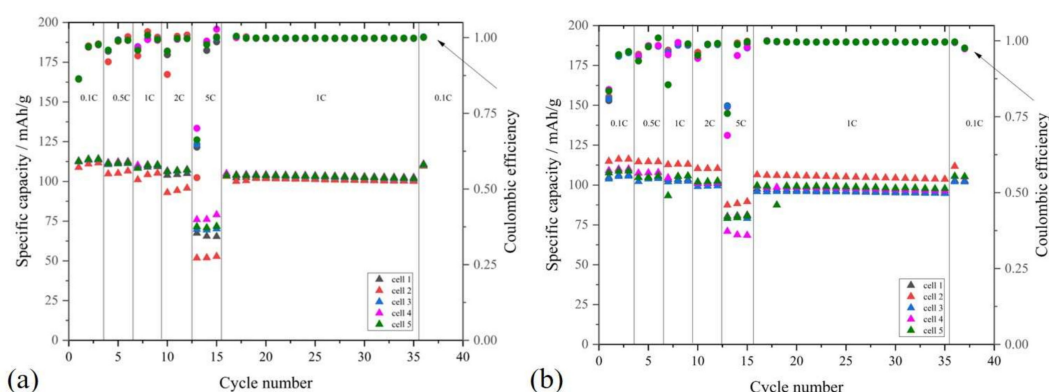 200
175
150
125
100
75
50
25
0
Specific capacity / mAh/g
0.1C 0.5C 1C 2C 5C 1C 0.1C
1.00
0.75
0.50
0.25
0.00
Coulombic efficiency
cell 1
cell 2
cell 3
cell 4
cell 5
0 5 10 15 20 25 30 35 40
Cycle number
(a)
200
175
150
125
100
75
50
25
0
Specific capacity / mAh/g
0.1C 0.5C 1C 2C 5C 1C 0.1C
1.00
0.75
0.50
0.25
0.00
Coulombic efficiency
cell 1
cell 2
cell 3
cell 4
cell 5
0 5 10 15 20 25 30 35 40
Cycle number
(b)